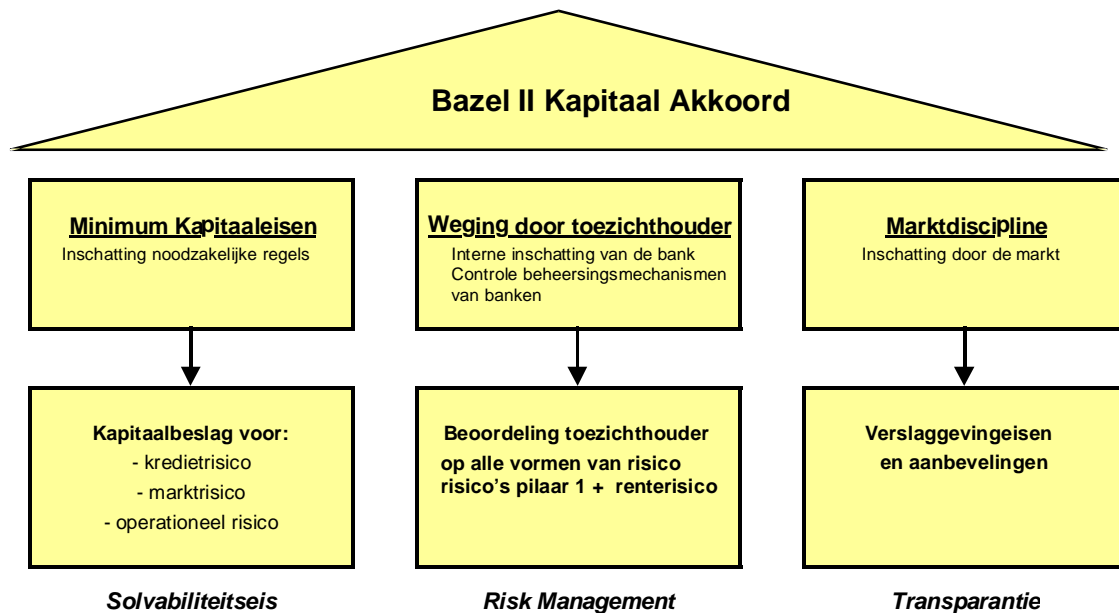 Bazel II Kapitaal Akkoord
Minimum Kapitaaleisen
Inschatting noodzakelijke regels
Weging door toezichthouder
Interne inschatting van de bank
Controle beheersingsmechanismen
van banken
Marktdiscipline
Inschatting door de markt
Kapitaalbeslag voor:
- kredietrisico
- marktrisico
- operationeel risico
Beoordeling toezichthouder
op alle vormen van risico
risico's pilaar 1 + renterisico
Verslaggevingeisen
en aanbevelingen
Solvabiliteitseis
Risk Management
Transparantie